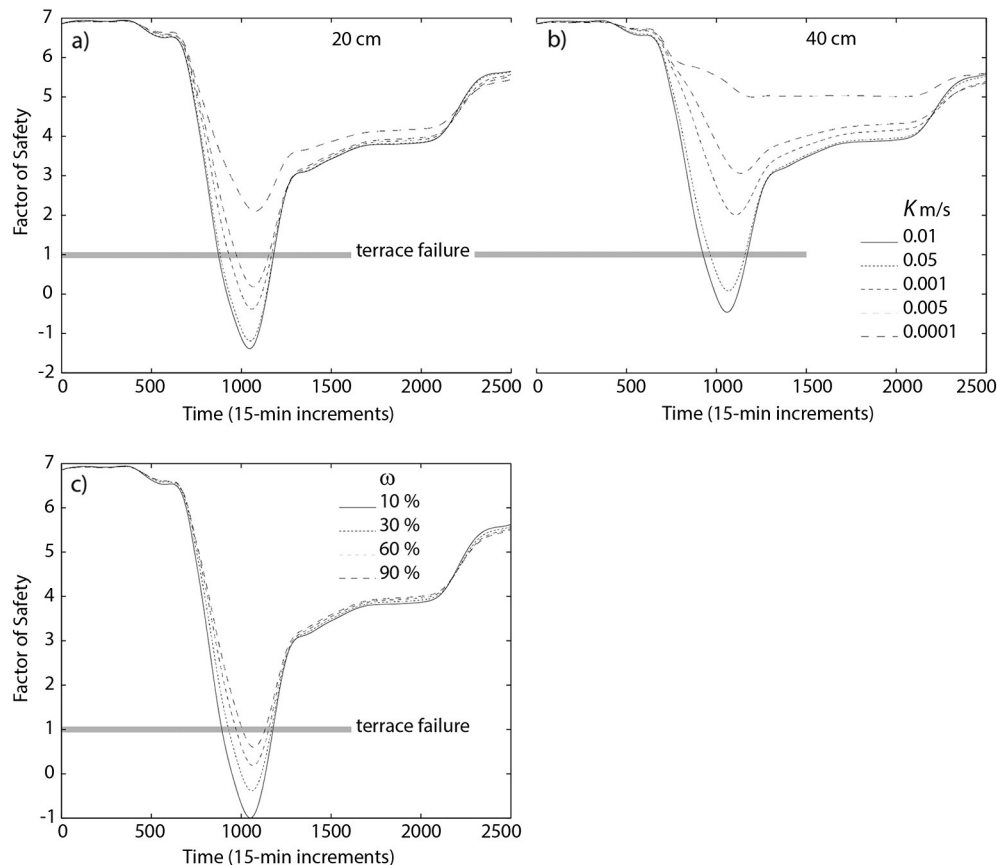 a)
20 cm
Factor of Safety
7
6
5
4
3
2
1
0
-1
-2
terrace failure
0 500 1000 1500 2000 2500
Time (15-min increments)
b)
40 cm
K m/s
0.01
0.05
0.001
0.005
0.0001
0 500 1000 1500 2000 2500
Time (15-min increments)
c)
Factor of Safety
7
6
5
4
3
2
1
0
-1
ω
10 %
30 %
60 %
90 %
terrace failure
0 500 1000 1500 2000 2500
Time (15-min increments)